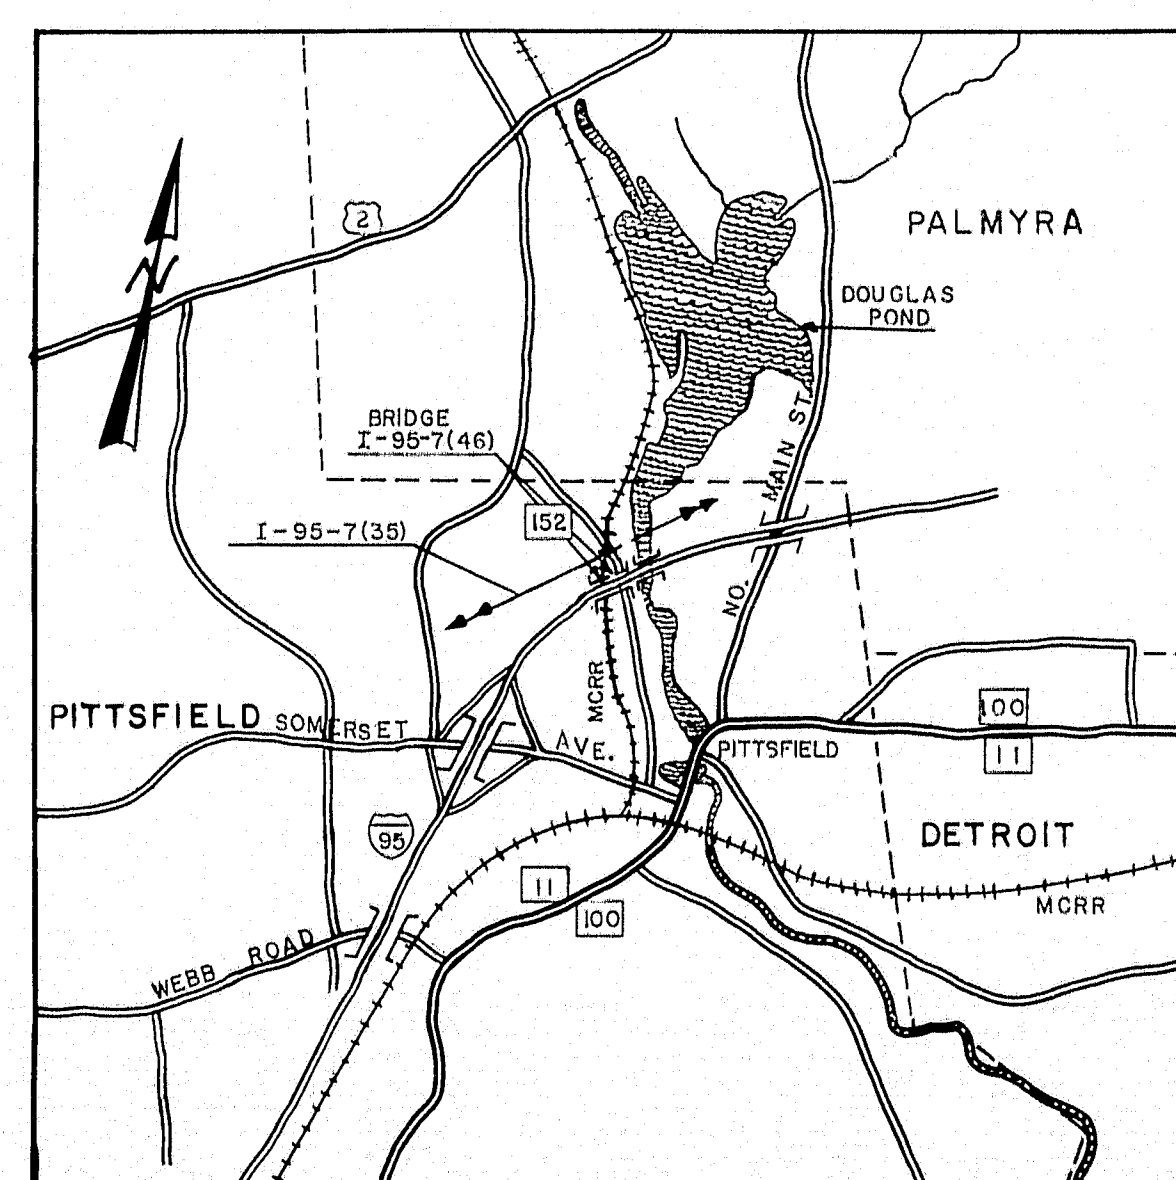 PALMYRA
2
N
DOUGLAS
POND
BRIDGE
I-95-7(46)
MAIN ST.
152
I-95-7(35)
NO.
MCRR
PITTSFIELD
SOMERSET
AVE.
100
11
PITTSFIELD
95
DETROIT
11
100
MCRR
WEBB ROAD